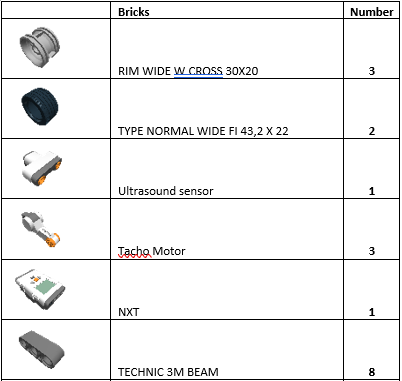 Bricks Number
RIM WIDE W CROSS 30X20 3
TYPE NORMAL WIDE FI 43,2 X 22 2
Ultrasound sensor 1
Tacho Motor 3
NXT 1
TECHNIC 3M BEAM 8